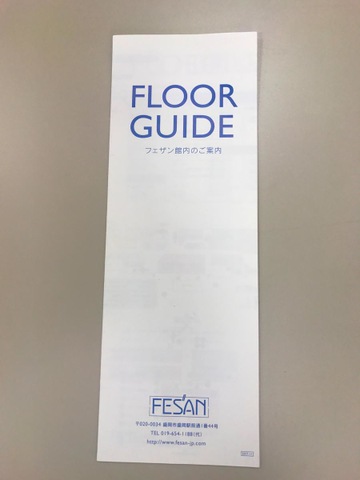 FLOOR
GUIDE
フェザン館内のご案内
FESAN
〒020-0034 盛岡市盛岡駅前通1番44号
TEL 019-654-1188(代)
http://www.fesan-jp.com